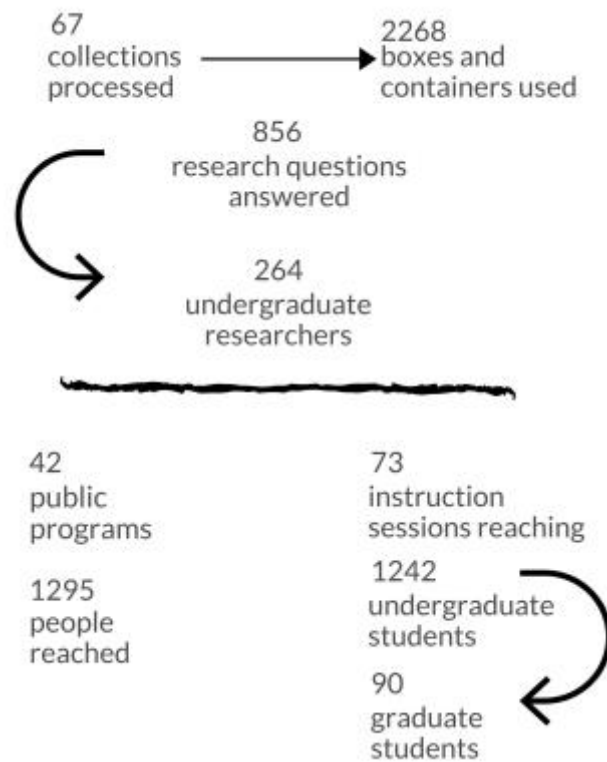 67
collections
processed
2268
boxes and
containers used
856
research questions
answered
264
undergraduate
researchers
42
public
programs
1295
people
reached
73
instruction
sessions reaching
1242
undergraduate
students
90
graduate
students